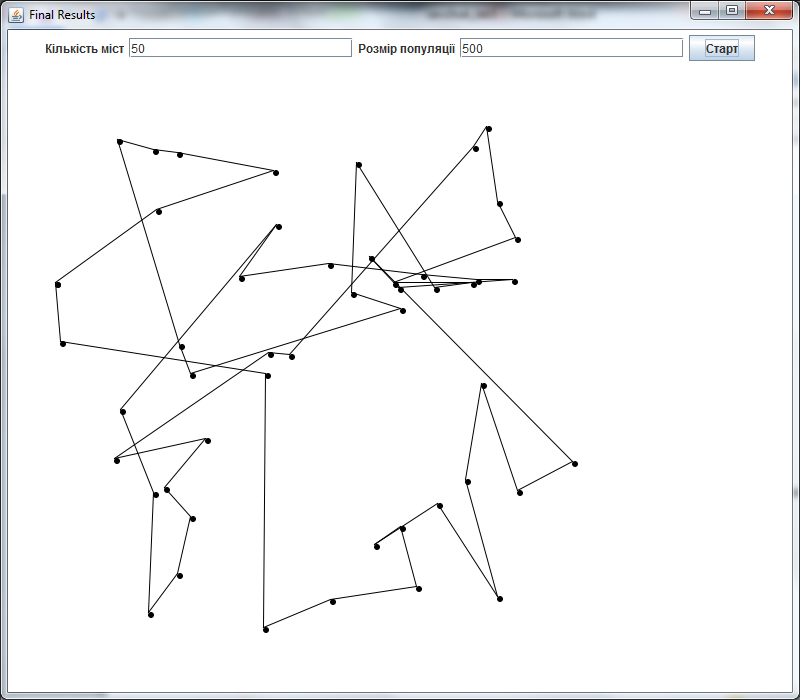 Final Results
Кількість міст 50 Розмір популяції 500 Старт